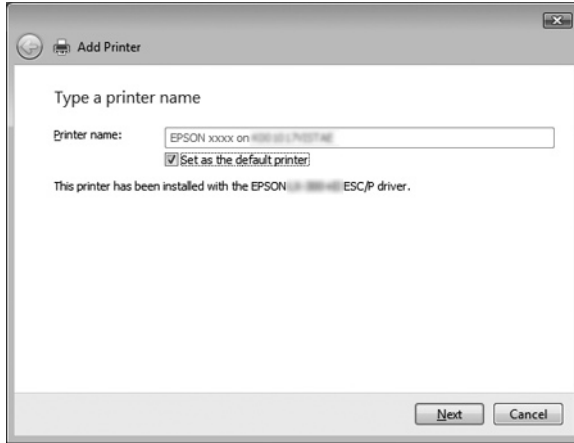 Add Printer
Type a printer name
Printer name:
EPSON xxxx on
Set as the default printer
This printer has been installed with the EPSON ESC/P driver.
Next
Cancel